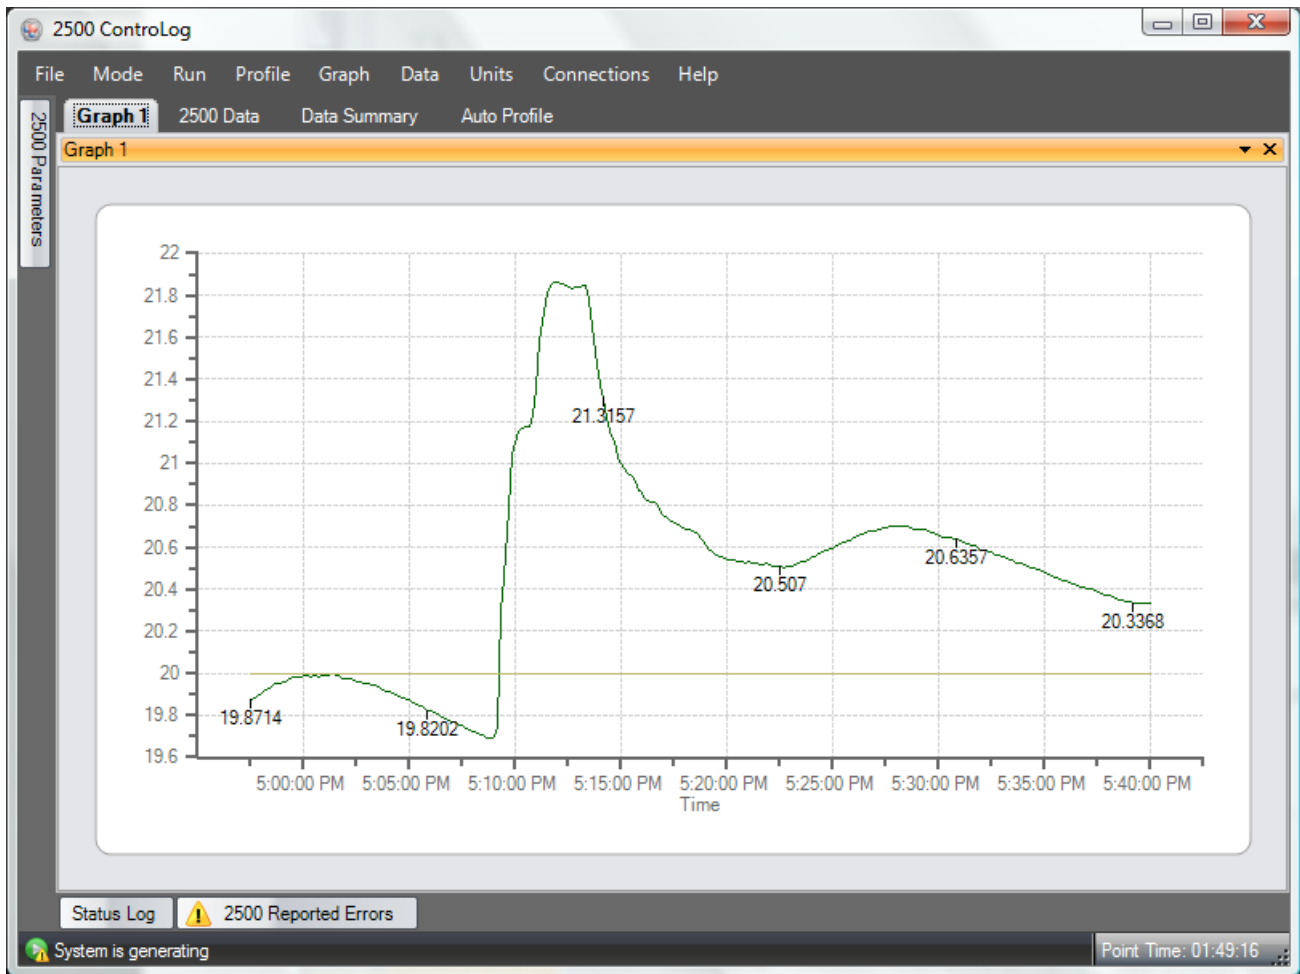 2500 ControLog
File Mode Run Profile Graph Data Units Connections Help
2500 Parameters
Graph 1 2500 Data Data Summary Auto Profile
Graph 1
22
21.8
21.6
21.4
21.2
21
20.8
20.6
20.4
20.2
20
19.8
19.6
21.3157
20.507
20.6357
20.3368
19.8714
19.8202
5:00:00 PM 5:05:00 PM 5:10:00 PM 5:15:00 PM 5:20:00 PM 5:25:00 PM 5:30:00 PM 5:35:00 PM 5:40:00 PM
Time
Status Log 2500 Reported Errors
System is generating Point Time: 01:49:16